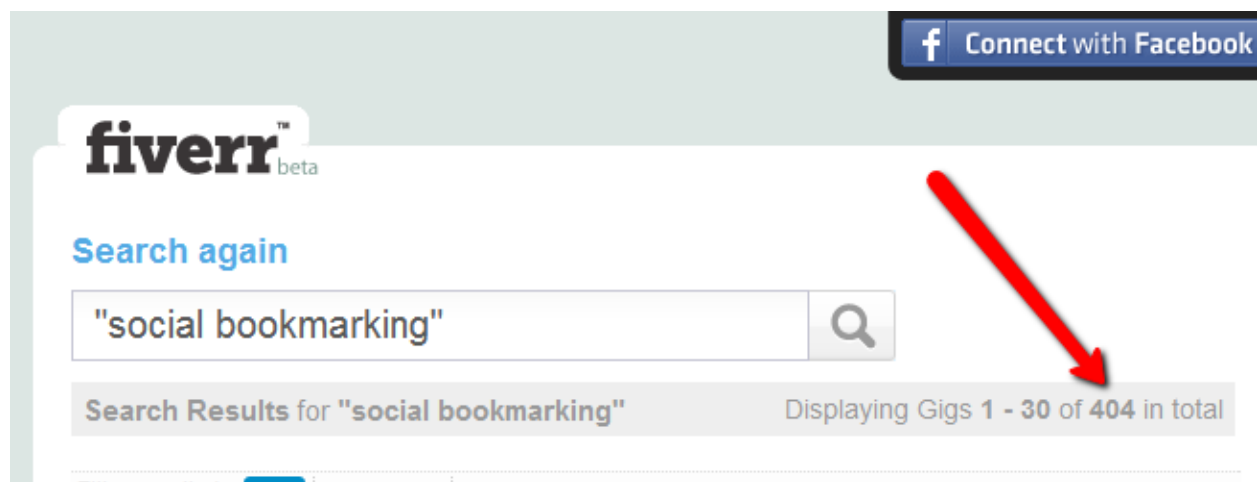 f Connect with Facebook
fiverr™ beta
Search again
"social bookmarking"
Search Results for "social bookmarking" Displaying Gigs 1 - 30 of 404 in total